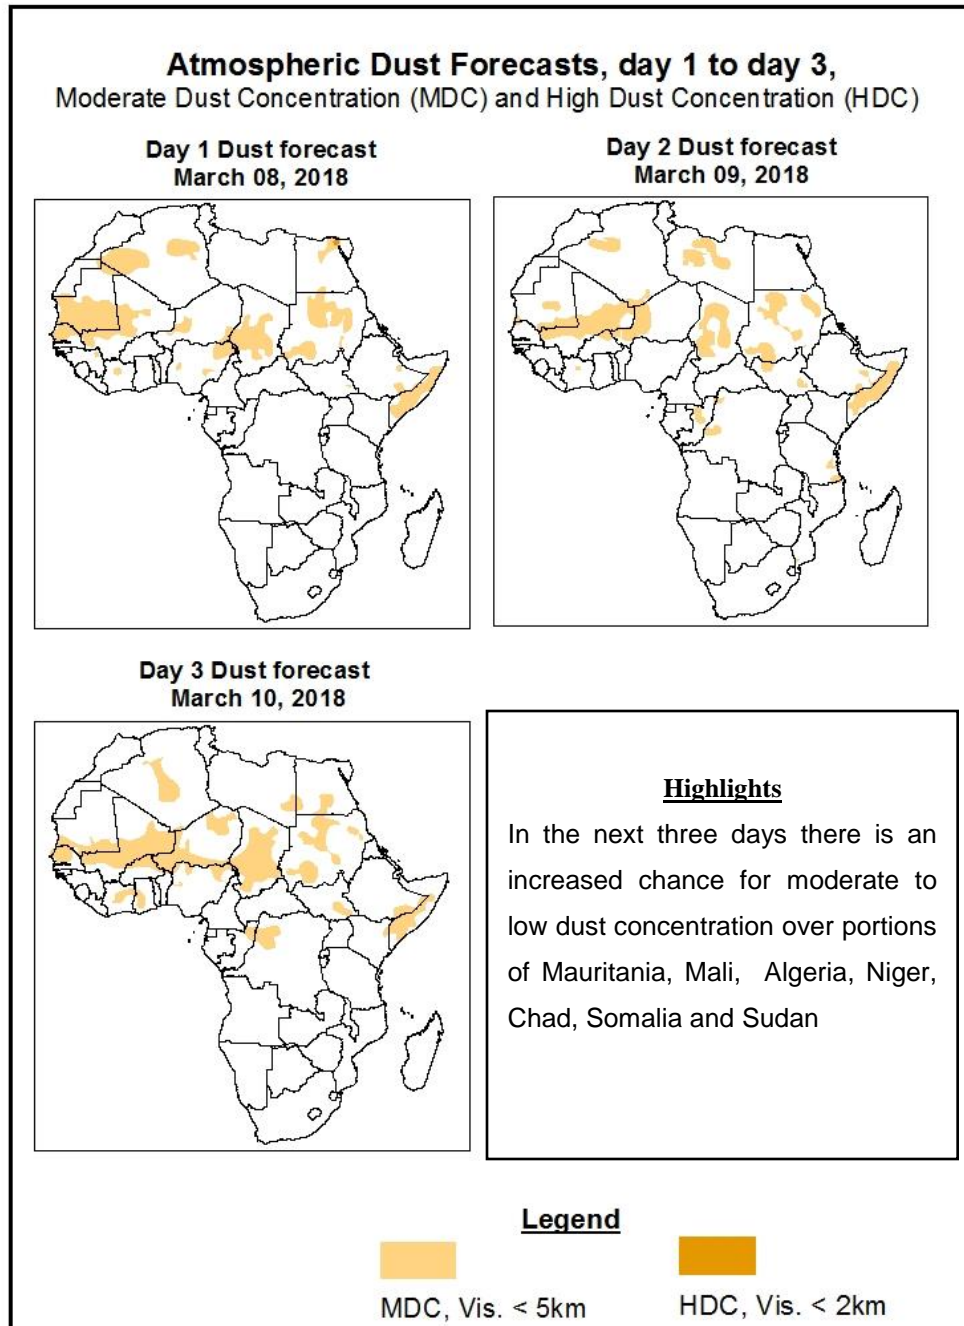 Atmospheric Dust Forecasts, day 1 to day 3,
Moderate Dust Concentration (MDC) and High Dust Concentration (HDC)
Day 1 Dust forecast
March 08, 2018
Day 2 Dust forecast
March 09, 2018
Day 3 Dust forecast
March 10, 2018
Highlights
In the next three days there is an
increased chance for moderate to
low dust concentration over portions
of Mauritania, Mali, Algeria, Niger,
Chad, Somalia and Sudan
Legend
MDC, Vis. < 5km
HDC, Vis. < 2km